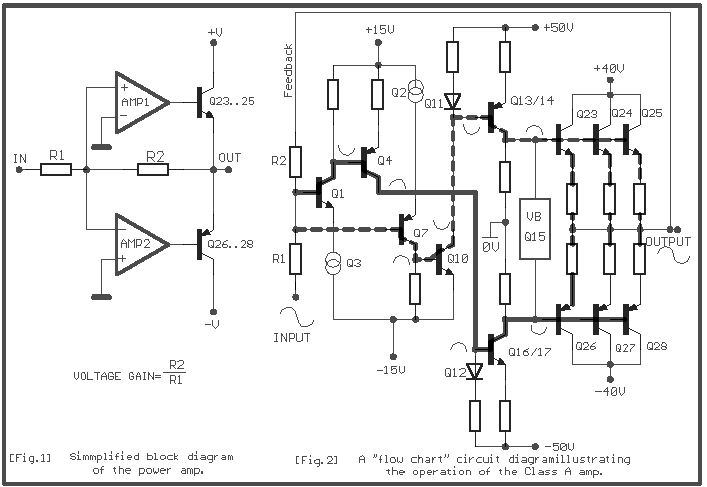 +V
AMP1
Q23..25
IN
R1
R2
OUT
AMP2
Q26..28
-V
VOLTAGE GAIN= R2
R1
[Fig.1] Simmplified block diagram
of the power amp.
+50V
+15V
+40V
Feedback
Q2
Q11
Q13/14
Q23
Q24
Q25
R2
Q4
Q1
Q7
VB
Q15
0V
OUTPUT
R1
Q3
Q10
INPUT
-15V
Q12
Q16/17
Q26
Q27
Q28
-40V
-50V
[Fig.2] A "flow chart" circuit diagramillustrating
the operation of the Class A amp.